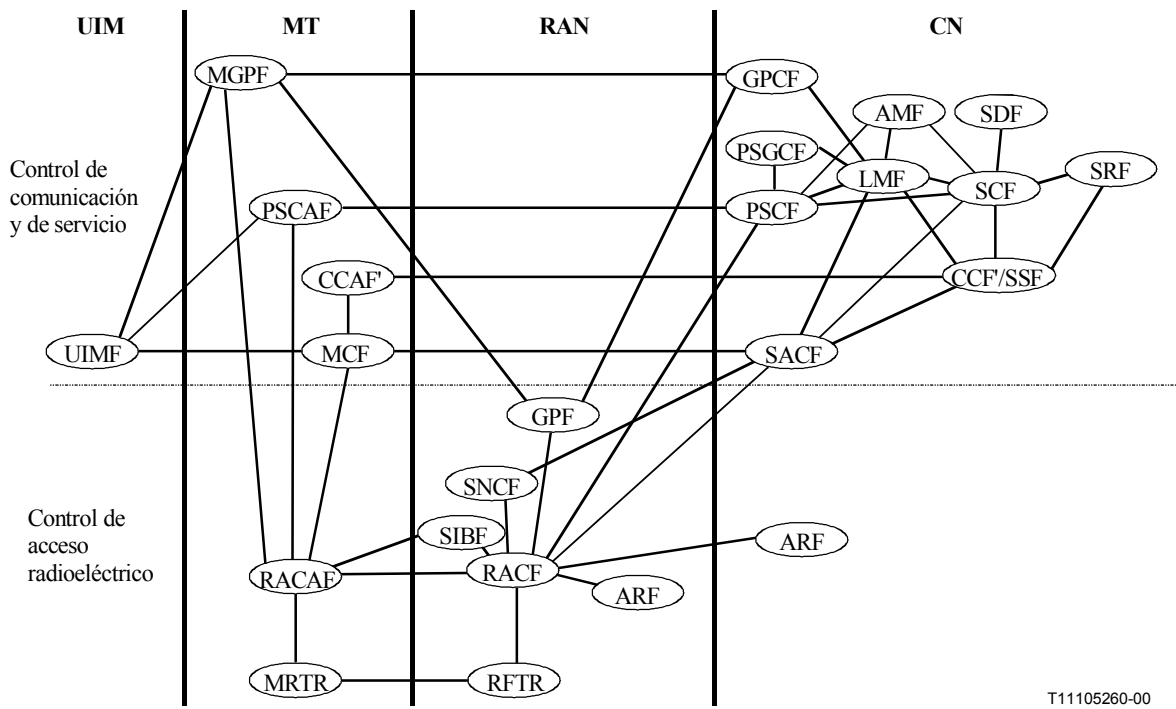 UIM
MT
RAN
CN
MGPF
GPCF
AMF
SDF
PSGCF
Control de
comunicación
y de servicio
LMF
SRF
SCF
PSCAF
PSCF
CCAF'
CCF'/SSF
UIMF
MCF
SACF
GPF
SNCF
Control de
acceso
radioeléctrico
SIBF
ARF
RACAF
RACF
ARF
MRTR
RFTR
T11105260-00